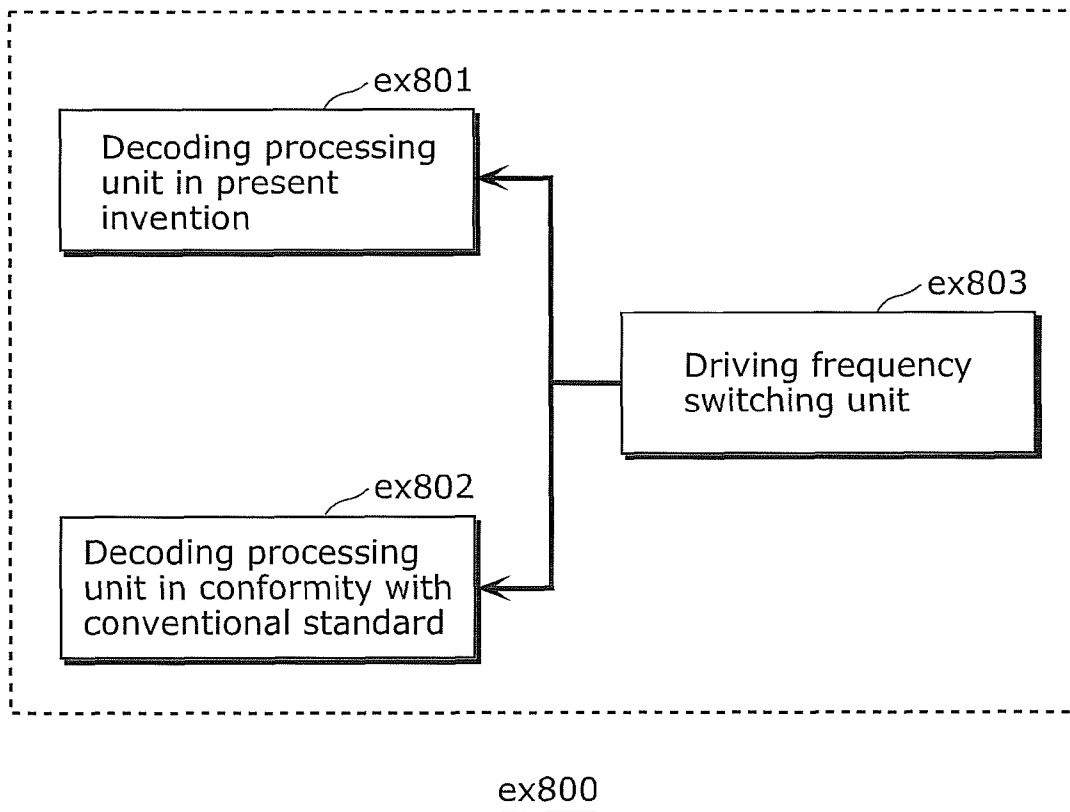 ex801
Decoding processing
unit in present
invention
ex803
Driving frequency
switching unit
ex802
Decoding processing
unit in conformity with
conventional standard
ex800